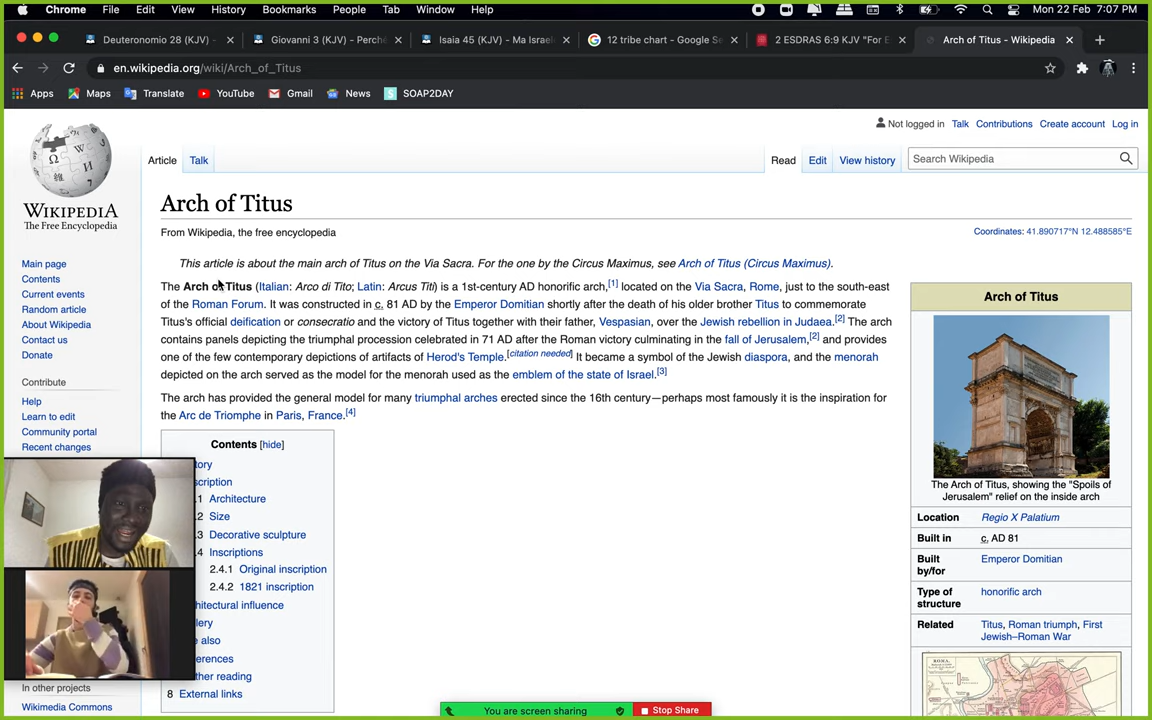 Chrome File Edit View History Bookmarks People Tab Window Help Mon 22 Feb 7:07 PM
Deuteronomio 28 (KJV) - Giovanni 3 (KJV) - Perchè Isaia 45 (KJV) - Ma Israel 12 tribe chart - Google Se 2 ESDRAS 6:9 KJV "For E Arch of Titus - Wikipedia
en.wikipedia.org/wiki/Arch_of_Titus
Apps Maps Translate YouTube Gmail News SOAP2DAY
Not logged in Talk Contributions Create account Log in
Article Talk Read Edit View history Search Wikipedia
WIKIPEDIA
The Free Encyclopedia
Main page
Contents
Current events
Random article
About Wikipedia
Contact us
Donate
Contribute
Help
Learn to edit
Community portal
Recent changes
In other projects
Wikimedia Commons
Arch of Titus
From Wikipedia, the free encyclopedia
Coordinates: 41.890717°N 12.488585°E
This article is about the main arch of Titus on the Via Sacra. For the one by the Circus Maximus, see Arch of Titus (Circus Maximus).
The Arch of Titus (Italian: Arco di Tito; Latin: Arcus Titi) is a 1st-century AD honorific arch,[1] located on the Via Sacra, Rome, just to the south-east
of the Roman Forum. It was constructed in c. 81 AD by the Emperor Domitian shortly after the death of his older brother Titus to commemorate
Titus's official deification or consecratio and the victory of Titus together with their father, Vespasian, over the Jewish rebellion in Judaea.[2] The arch
contains panels depicting the triumphal procession celebrated in 71 AD after the Roman victory culminating in the fall of Jerusalem,[2] and provides
one of the few contemporary depictions of artifacts of Herod's Temple.[citation needed] It became a symbol of the Jewish diaspora, and the menorah
depicted on the arch served as the model for the menorah used as the emblem of the state of Israel.[3]
The arch has provided the general model for many triumphal arches erected since the 16th century—perhaps most famously it is the inspiration for
the Arc de Triomphe in Paris, France.[4]
Contents [hide]
tory
scription
.1 Architecture
.2 Size
.3 Decorative sculpture
.4 Inscriptions
2.4.1 Original inscription
2.4.2 1821 inscription
hitectural influence
lery
e also
erences
ther reading
8 External links
Arch of Titus
The Arch of Titus, showing the "Spoils of
Jerusalem" relief on the inside arch
Location Regio X Palatium
Built in c. AD 81
Built
by/for
Emperor Domitian
Type of
structure
honorific arch
Related Titus, Roman triumph, First
Jewish–Roman War
You are screen sharing Stop Share